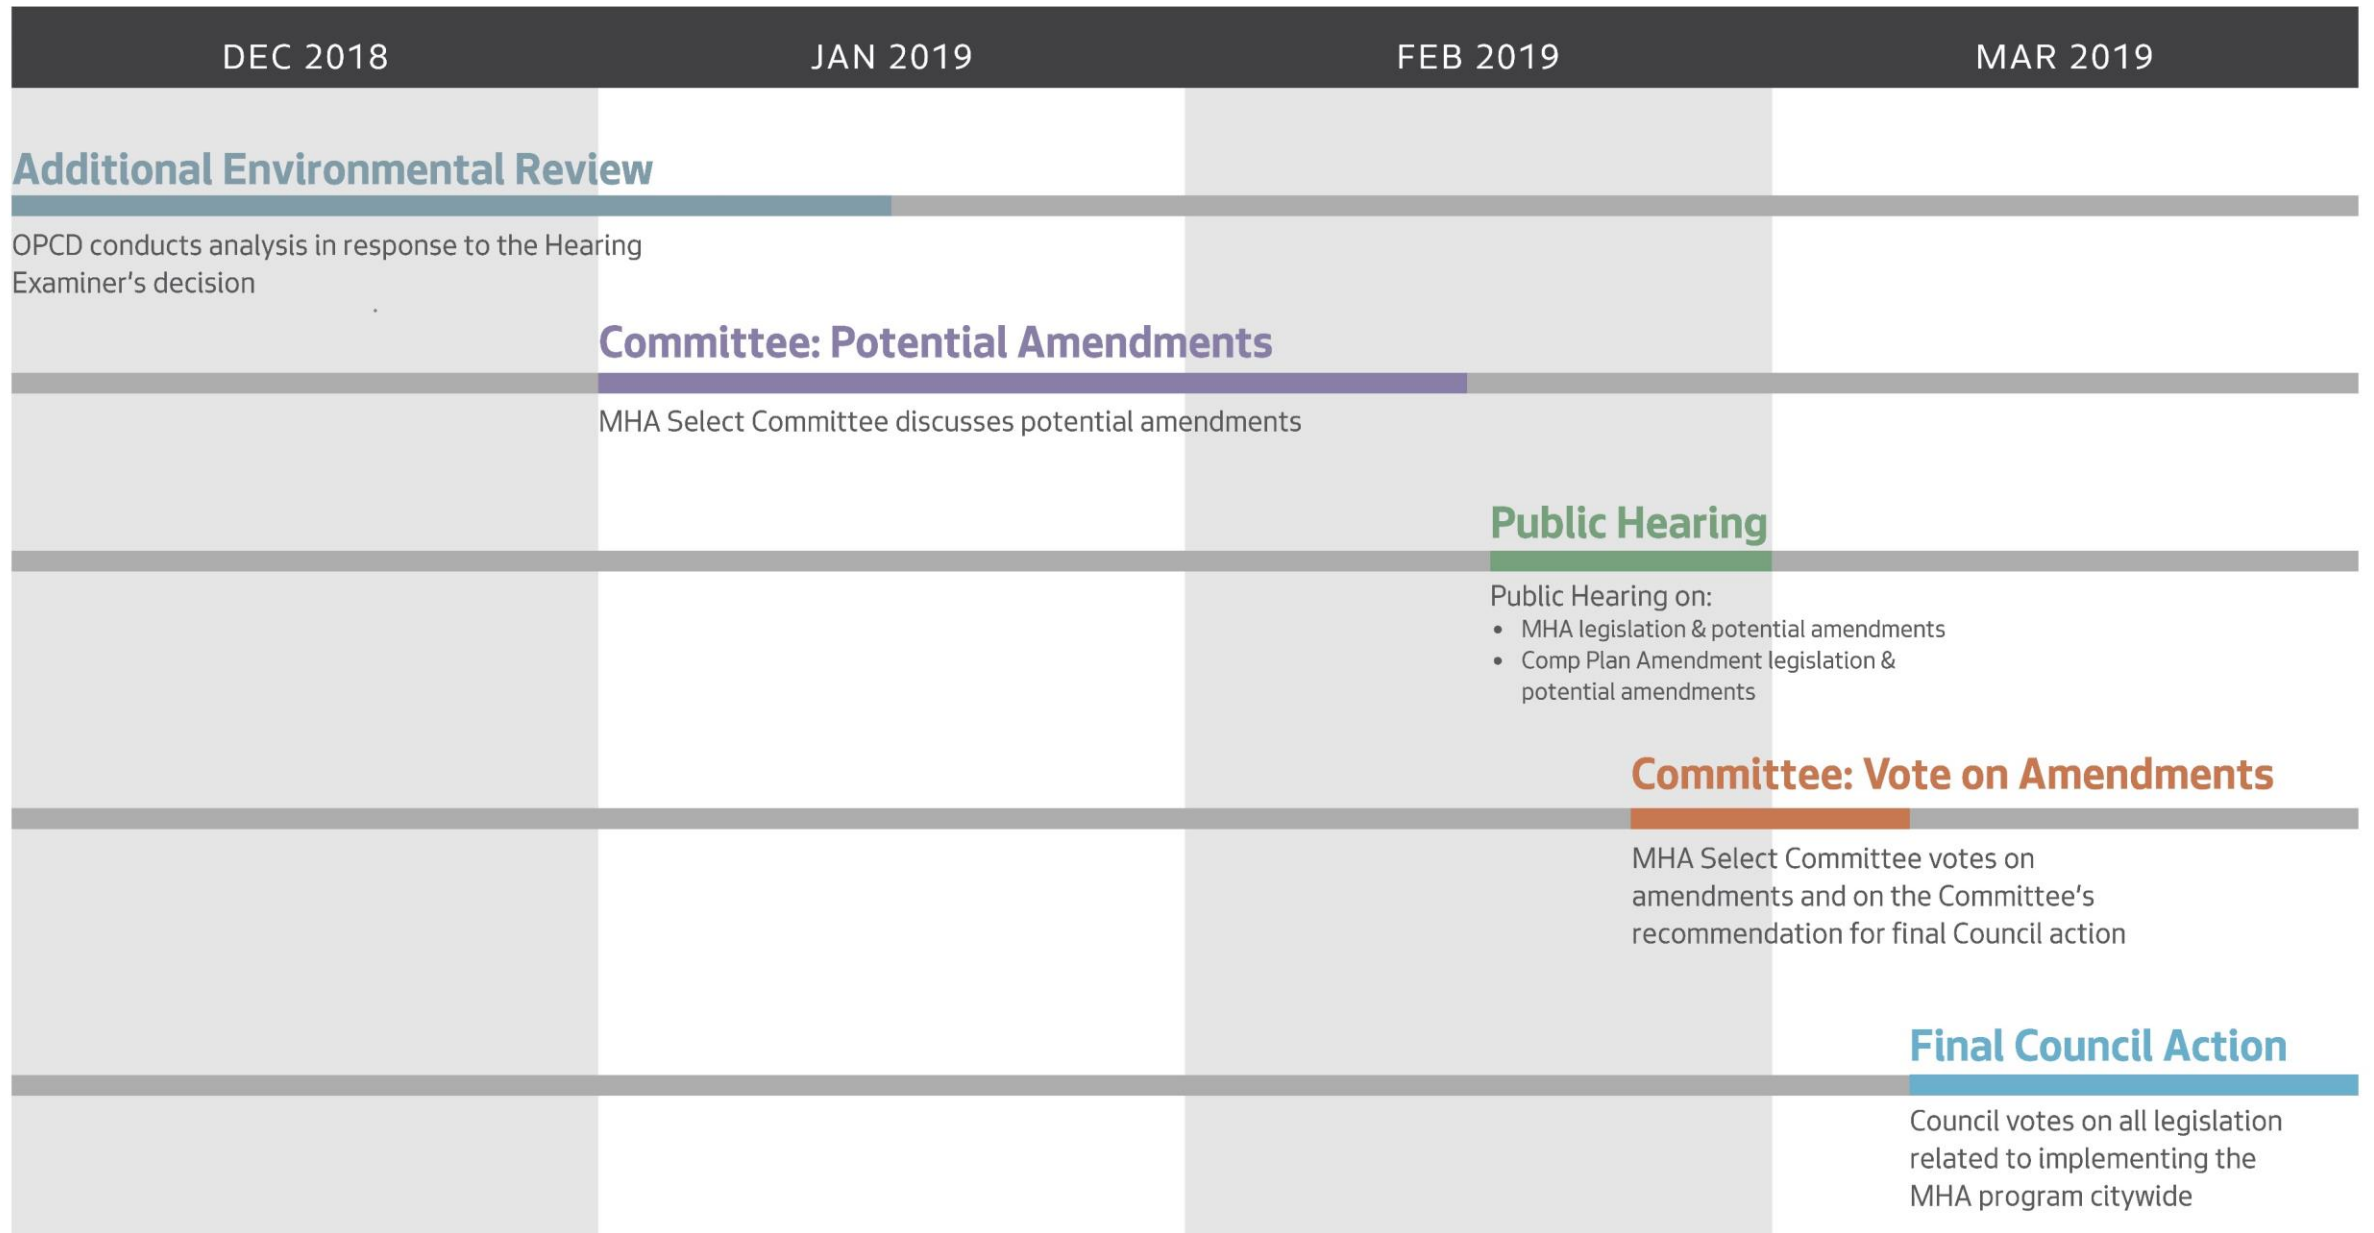 DEC 2018 JAN 2019 FEB 2019 MAR 2019
Additional Environmental Review
OPCD conducts analysis in response to the Hearing
Examiner's decision
Committee: Potential Amendments
MHA Select Committee discusses potential amendments
Public Hearing
Public Hearing on:
• MHA legislation & potential amendments
• Comp Plan Amendment legislation &
potential amendments
Committee: Vote on Amendments
MHA Select Committee votes on
amendments and on the Committee's
recommendation for final Council action
Final Council Action
Council votes on all legislation
related to implementing the
MHA program citywide